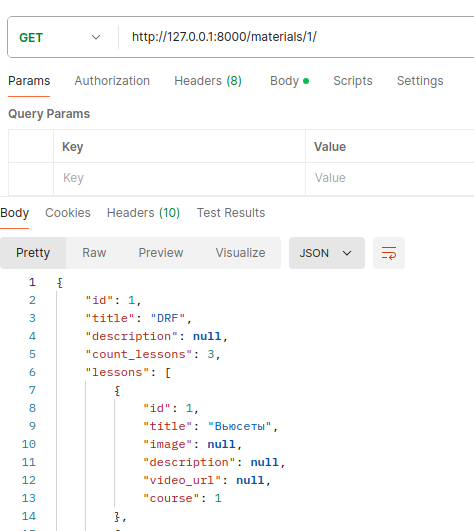 GET http://127.0.0.1:8000/materials/1/
Params Authorization Headers (8) Body Scripts Settings
Query Params
Key Value
Key Value
Body Cookies Headers (10) Test Results
Pretty Raw Preview Visualize JSON
1 {
2 "id": 1,
3 "title": "DRF",
4 "description": null,
5 "count_lessons": 3,
6 "lessons": [
7 {
8 "id": 1,
9 "title": "Вьюсеты",
10 "image": null,
11 "description": null,
12 "video_url": null,
13 "course": 1
14 },